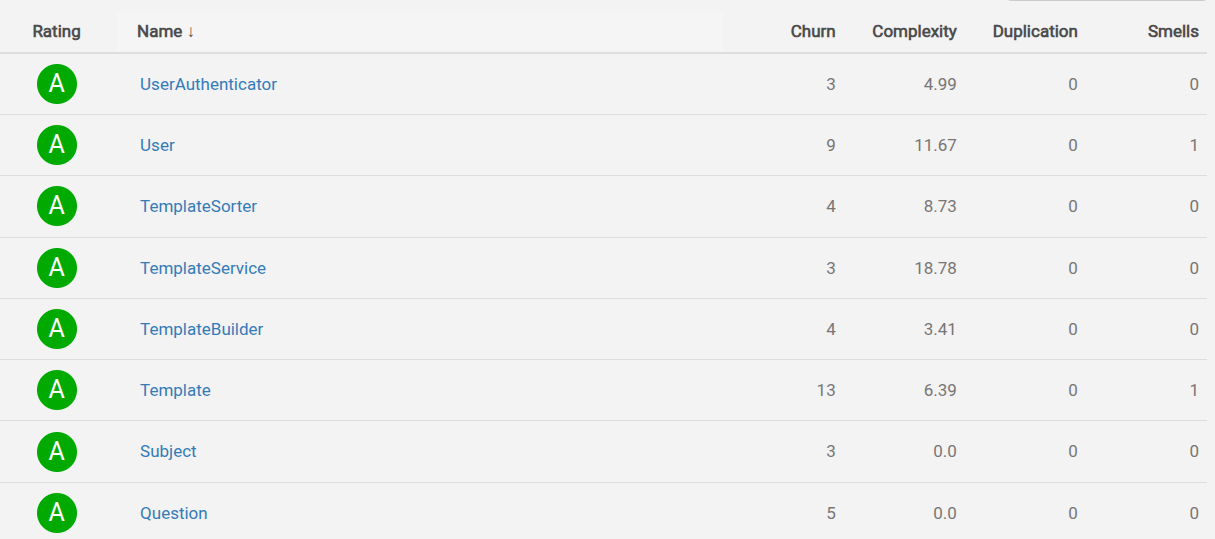 Rating Name ↓ Churn Complexity Duplication Smells
A UserAuthenticator 3 4.99 0 0
A User 9 11.67 0 1
A TemplateSorter 4 8.73 0 0
A TemplateService 3 18.78 0 0
A TemplateBuilder 4 3.41 0 0
A Template 13 6.39 0 1
A Subject 3 0.0 0 0
A Question 5 0.0 0 0